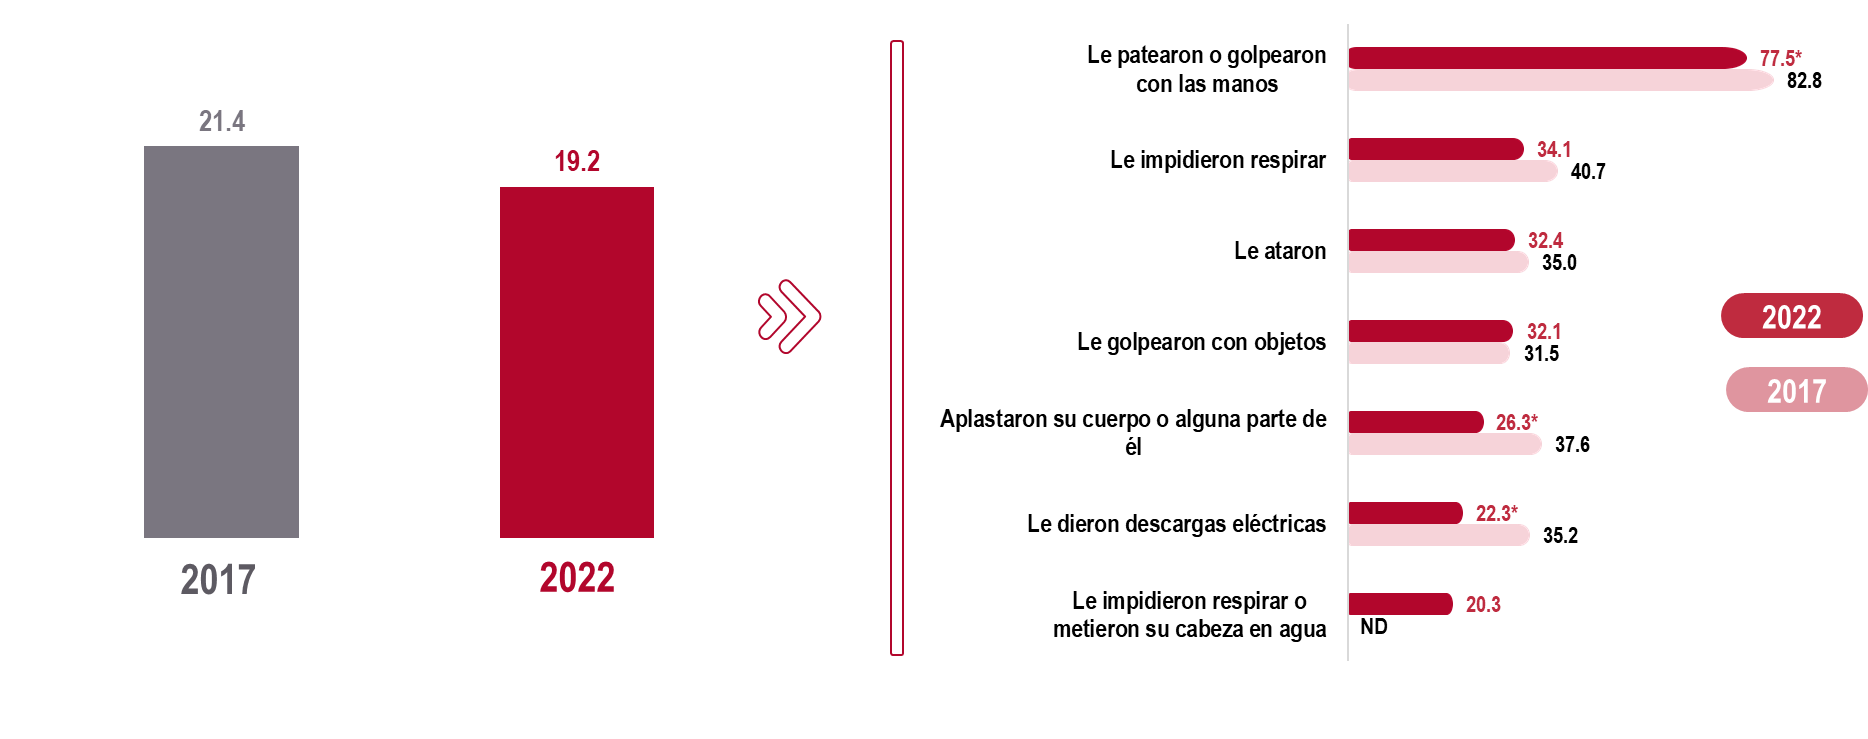 21.4
19.2
2017
2022
Le patearon o golpearon
con las manos
77.5*
82.8
Le impidieron respirar
34.1
40.7
Le ataron
32.4
35.0
Le golpearon con objetos
32.1
31.5
Aplastaron su cuerpo o alguna parte de
él
26.3*
37.6
Le dieron descargas eléctricas
22.3*
35.2
Le impidieron respirar o
metieron su cabeza en agua
20.3
ND
2022
2017